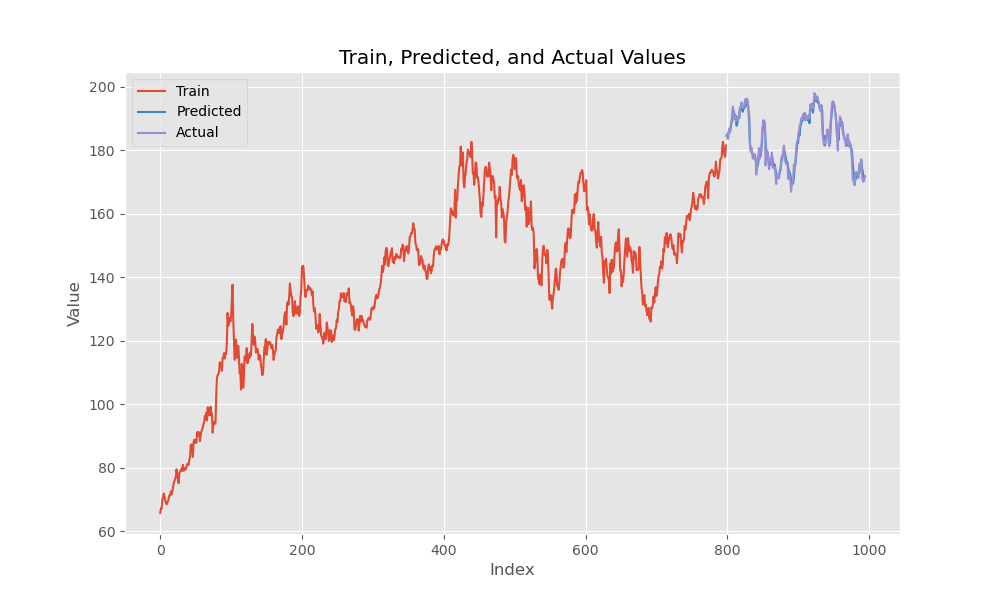 Train, Predicted, and Actual Values
Train
Predicted
Actual
200
180
160
140
120
100
80
60
Value
0 200 400 600 800 1000
Index